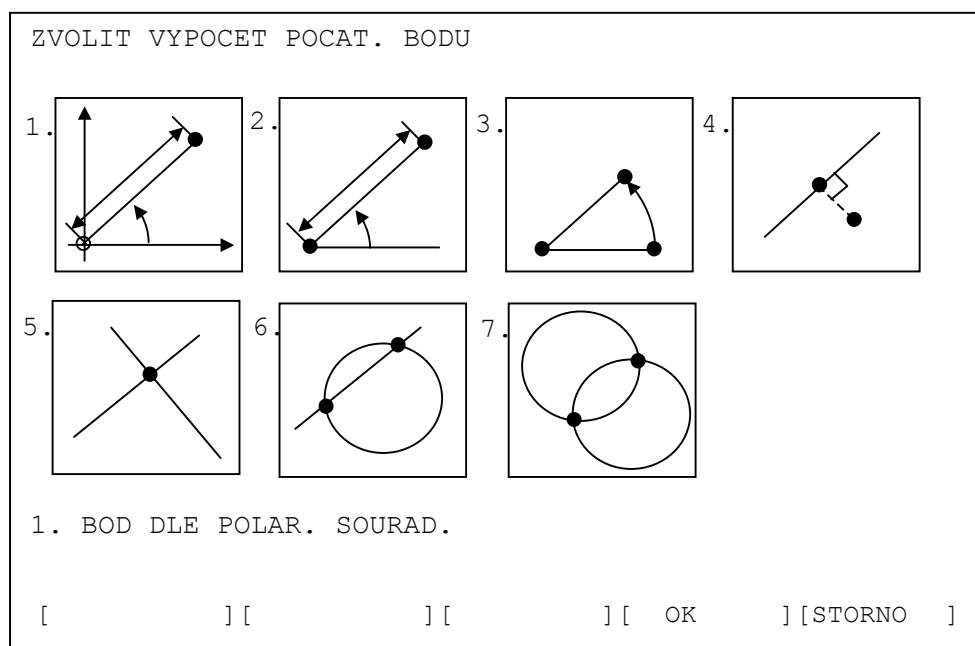 ZVOLIT VYPOCET POCAT. BODU
1. 2. 3. 4.
5. 6. 7.
1. BOD DLE POLAR. SOURAD.
[ ][ ][ ][ OK ][STORNO ]